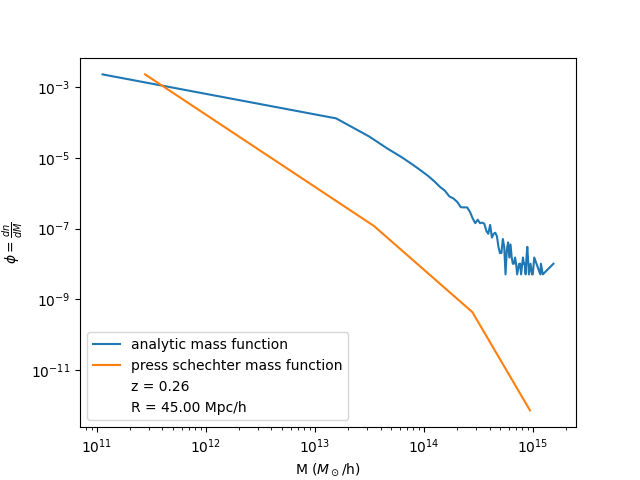 10⁻³
10⁻⁵
10⁻⁷
10⁻⁹
10⁻¹¹
ϕ = dn/dM
analytic mass function
press schechter mass function
z = 0.26
R = 45.00 Mpc/h
10¹¹ 10¹² 10¹³ 10¹⁴ 10¹⁵
M (M⊙/h)